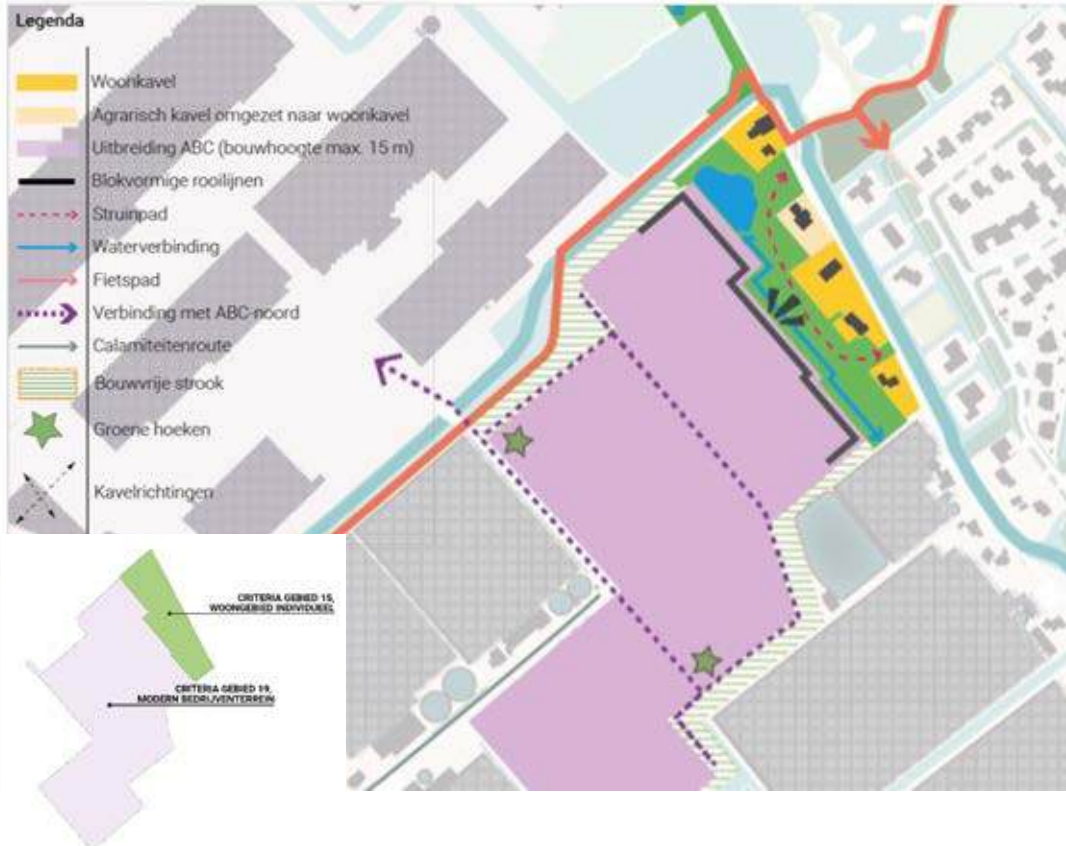 Legenda
Woonkavel
Agrarisch kavel omgezet naar woonkavel
Uitbreiding ABC (bouwhoogte max. 15 m)
Blokvormige rooilijnen
Struinpad
Waterverbinding
Fietspad
Verbinding met ABC-noord
Calamiteitenroute
Bouwvrije strook
Groene hoeken
Kavelrichtingen
CRITERIA GEBIED 15,
WOONGEBIED INDIVIDUEEL
CRITERIA GEBIED 19,
MODERN BEDRIJVENTERREIN